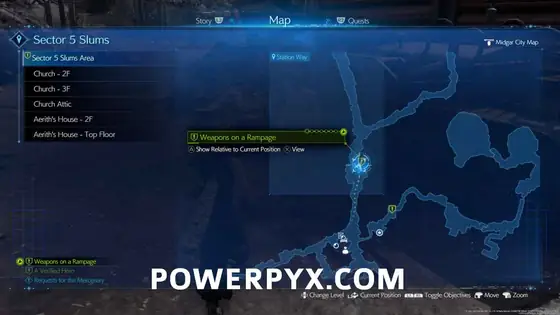 Story Map Quests
Sector 5 Slums
Midgar City Map
Sector 5 Slums Area
Station Way
Church - 2F
Church - 3F
Church Attic
Aerith's House - 2F
Aerith's House - Top Floor
Weapons on a Rampage
Show Relative to Current Position View
Weapons on a Rampage
A Verified Hero
Requests for the Mercenary
POWERPYX.COM
Change Level Current Position Toggle Objectives Move Zoom